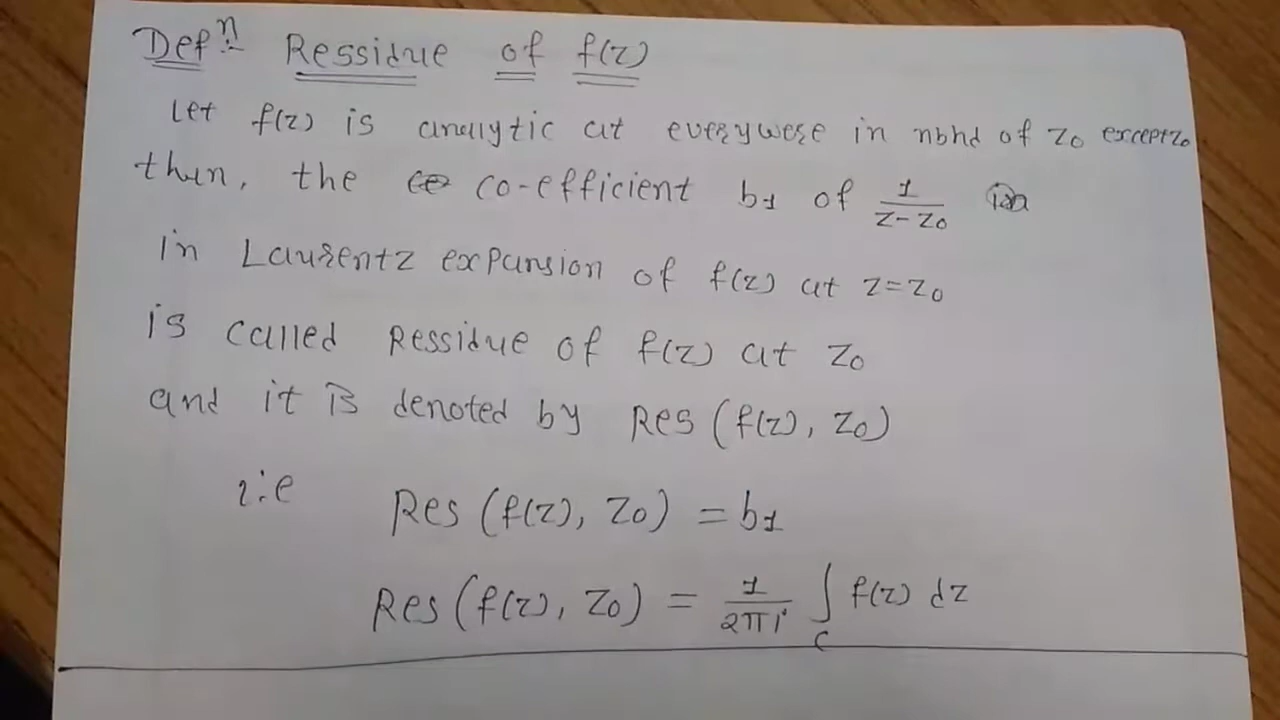 Defⁿ: Ressidue of f(z)
Let f(z) is analytic at everywere in nbhd of z₀ except z₀
then, the co-efficient b₁ of 1/(z-z₀)
in Laurentz expansion of f(z) at z=z₀
is called Ressidue of f(z) at z₀
and it is denoted by Res (f(z), z₀)
i.e Res (f(z), z₀) = b₁
Res (f(z), z₀) = 1/(2πi) ∫_C f(z) dz